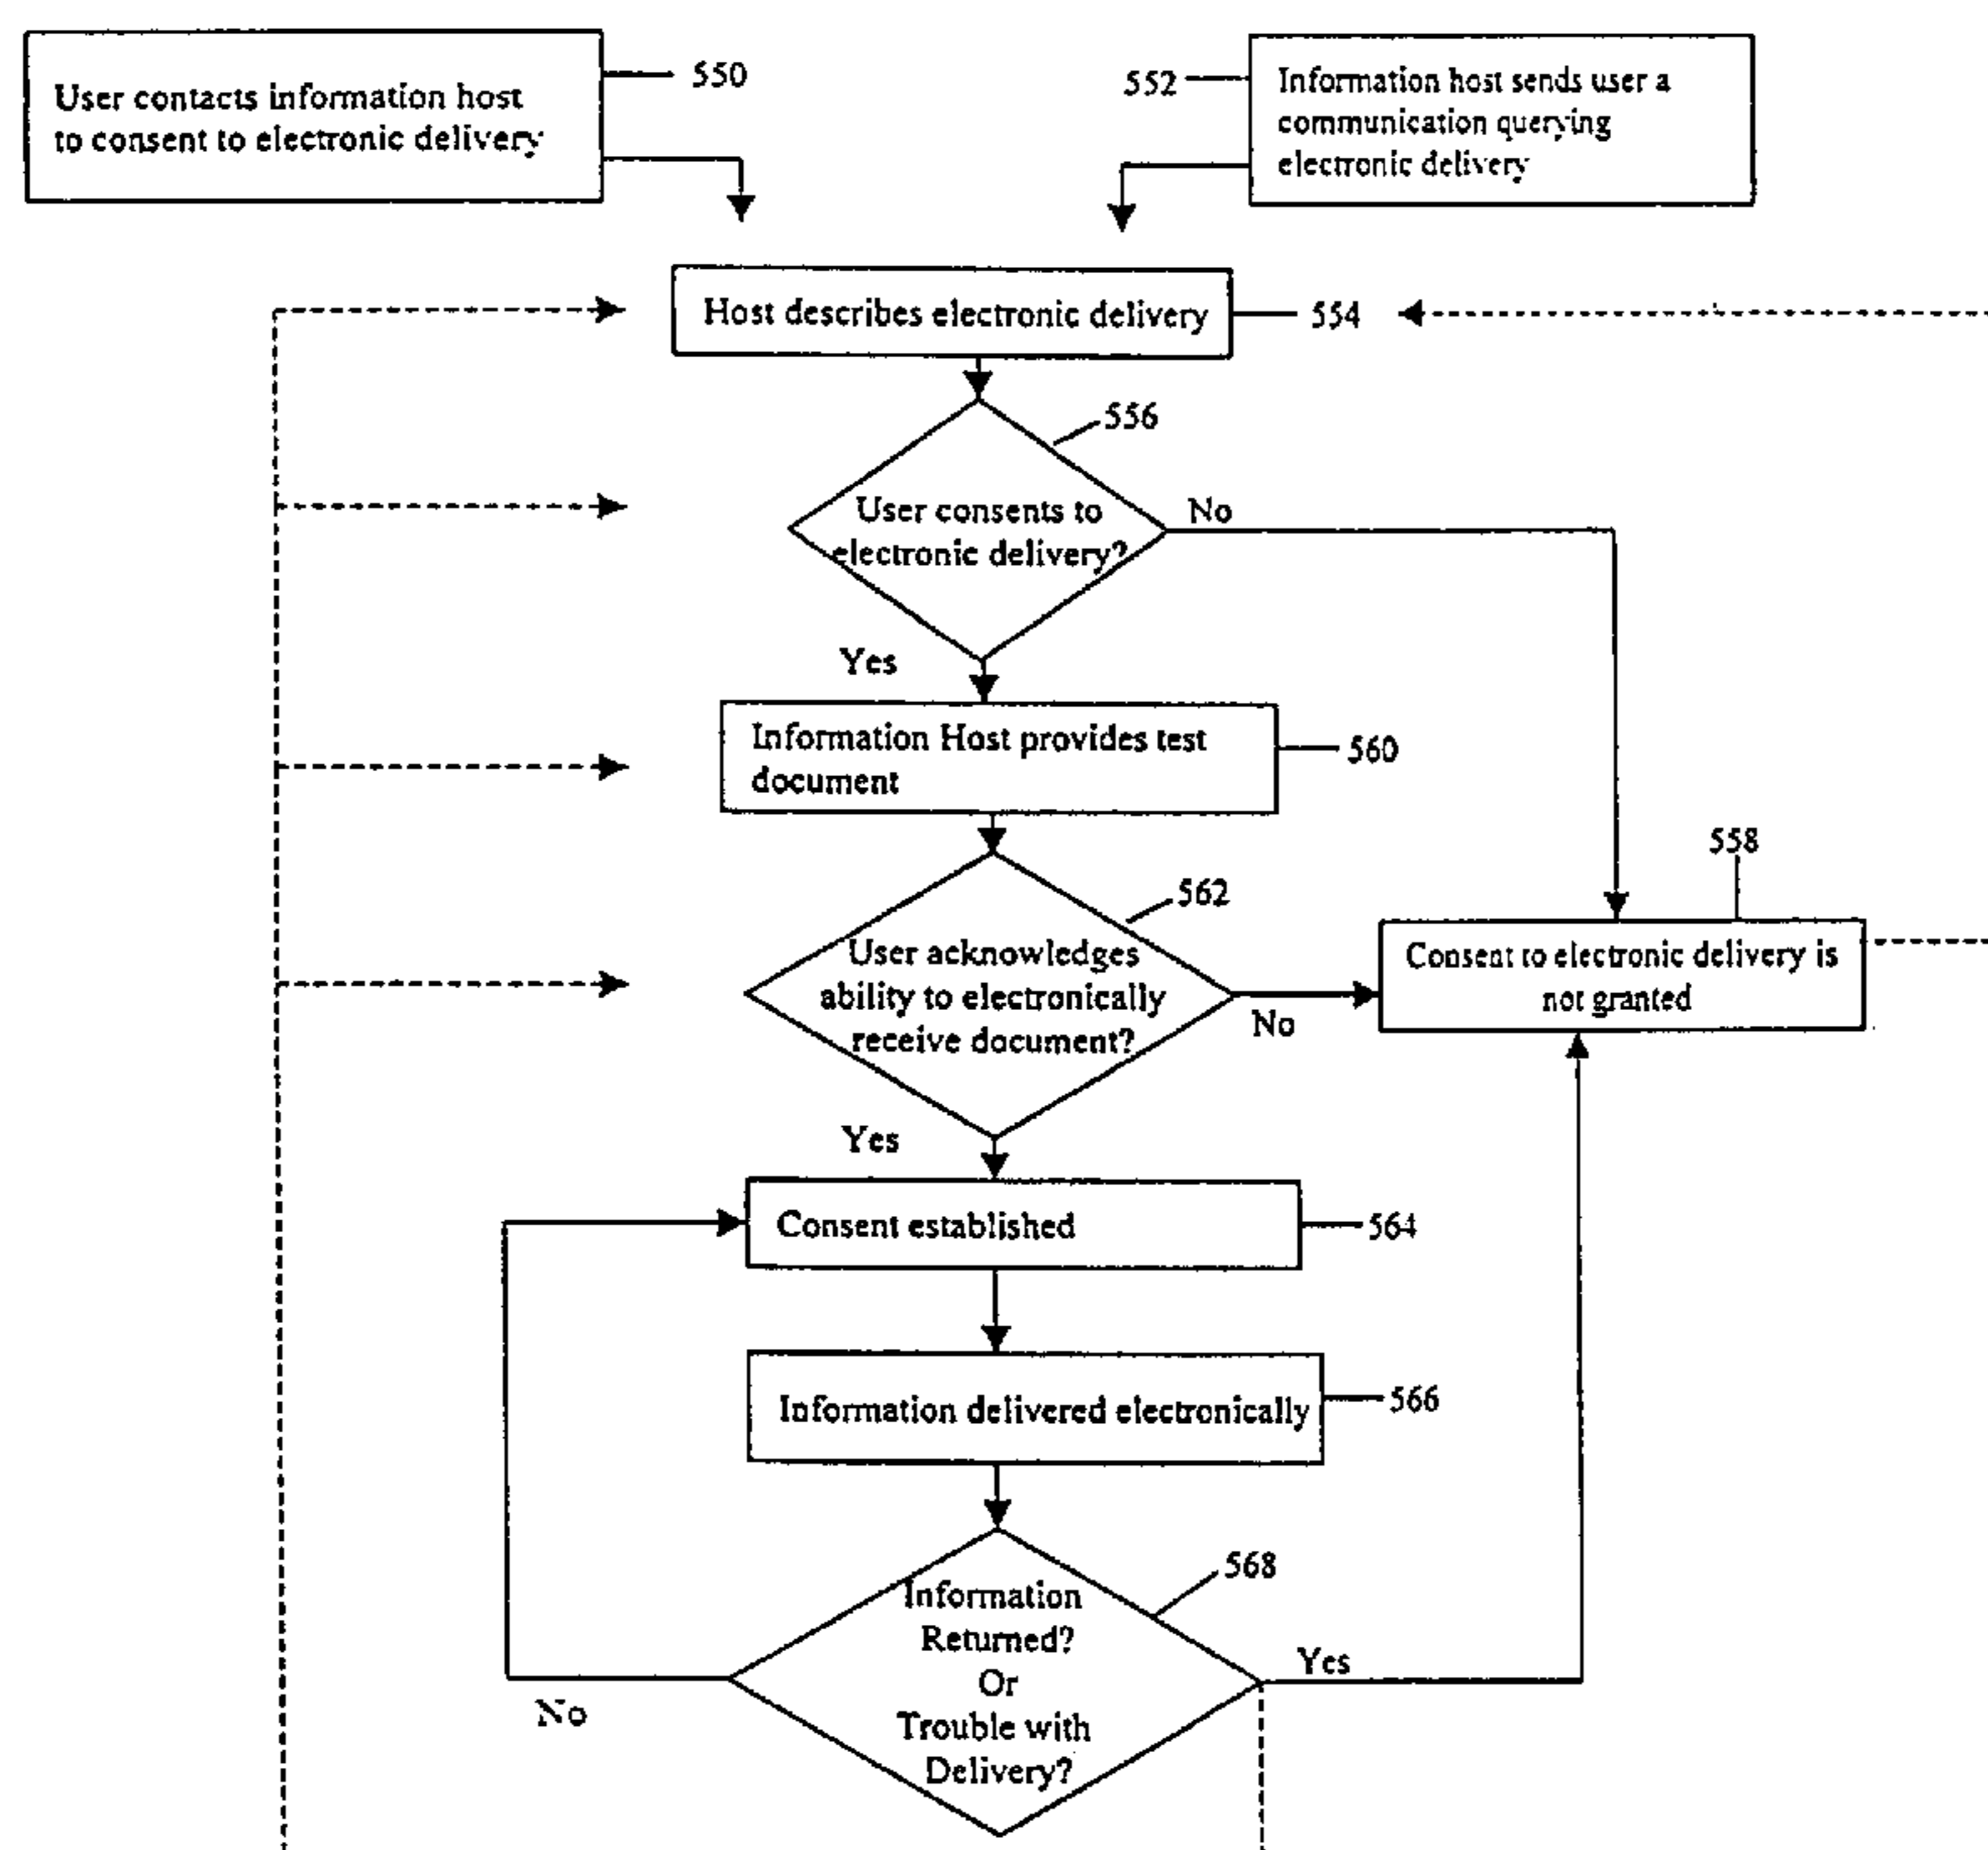 User contacts information host
to consent to electronic delivery
550
552
Information host sends user a
communication querying
electronic delivery
Host describes electronic delivery
554
556
User consents to
electronic delivery?
No
Yes
Information Host provides test
document
560
558
562
User acknowledges
ability to electronically
receive document?
No
Consent to electronic delivery is
not granted
Yes
Consent established
564
Information delivered electronically
566
568
Information
Returned?
Or
Trouble with
Delivery?
Yes
No